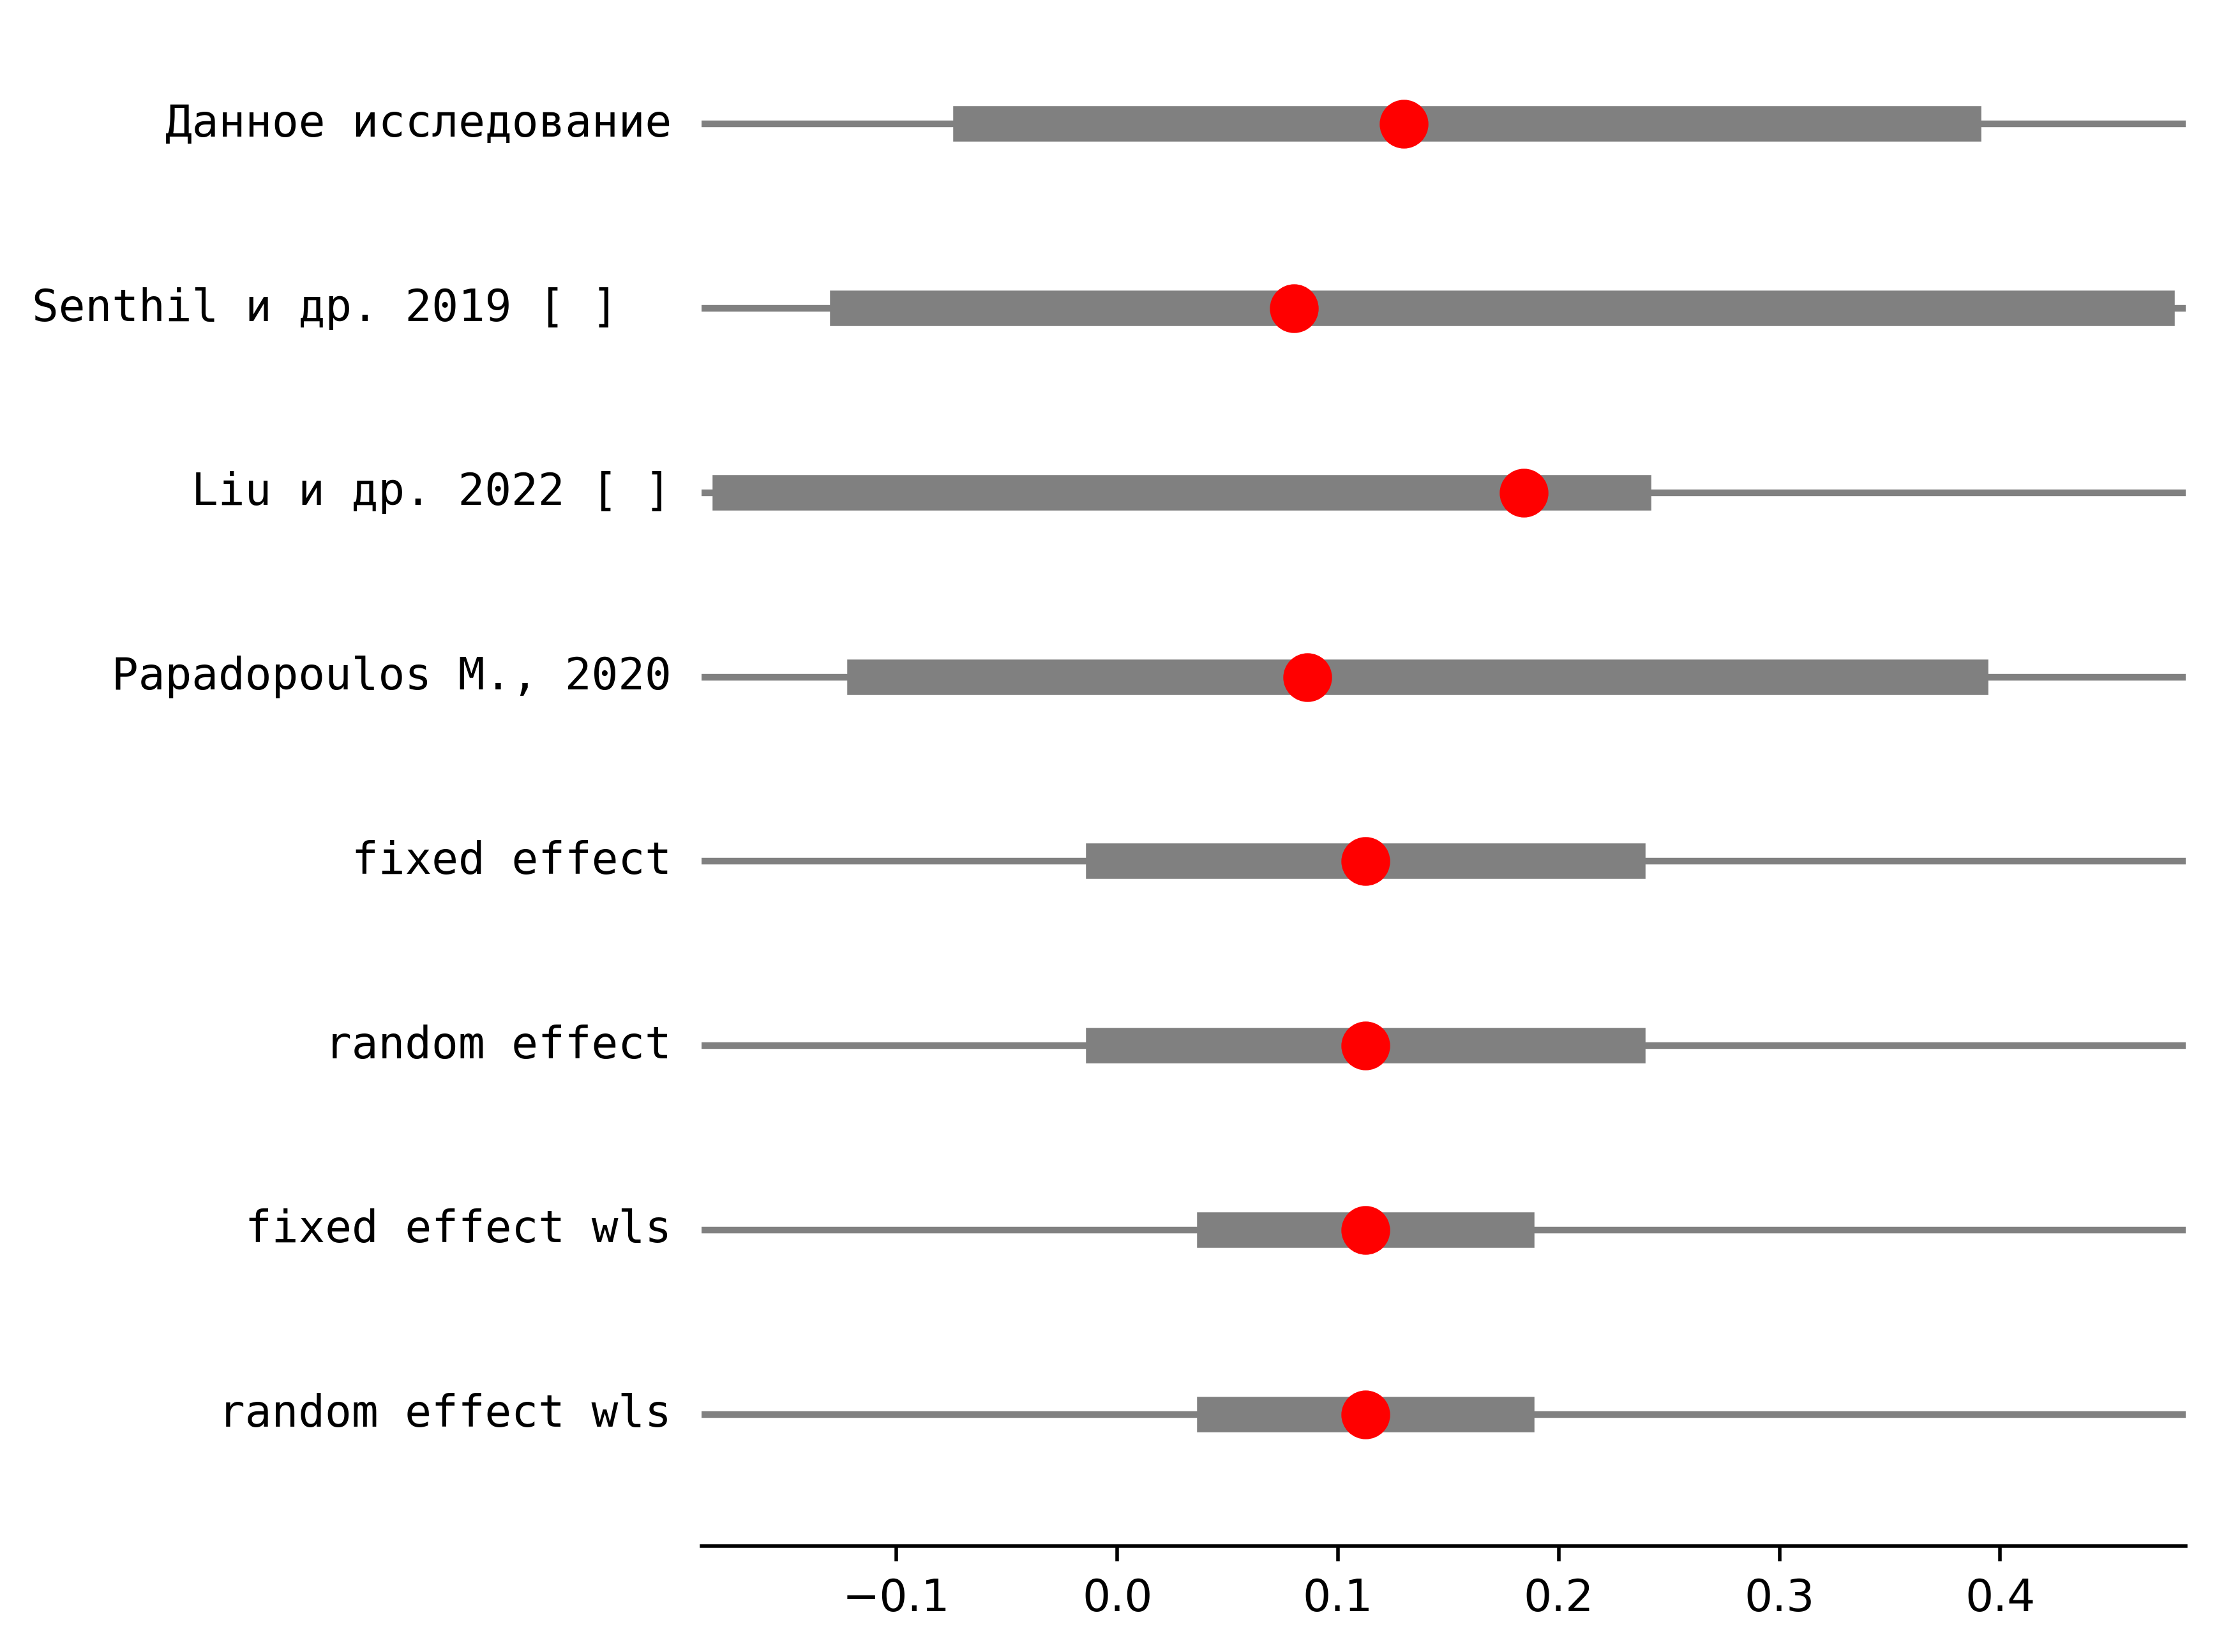 Данное исследование
Senthil и др. 2019 [ ]
Liu и др. 2022 [ ]
Papadopoulos M., 2020
fixed effect
random effect
fixed effect wls
random effect wls
−0.1 0.0 0.1 0.2 0.3 0.4